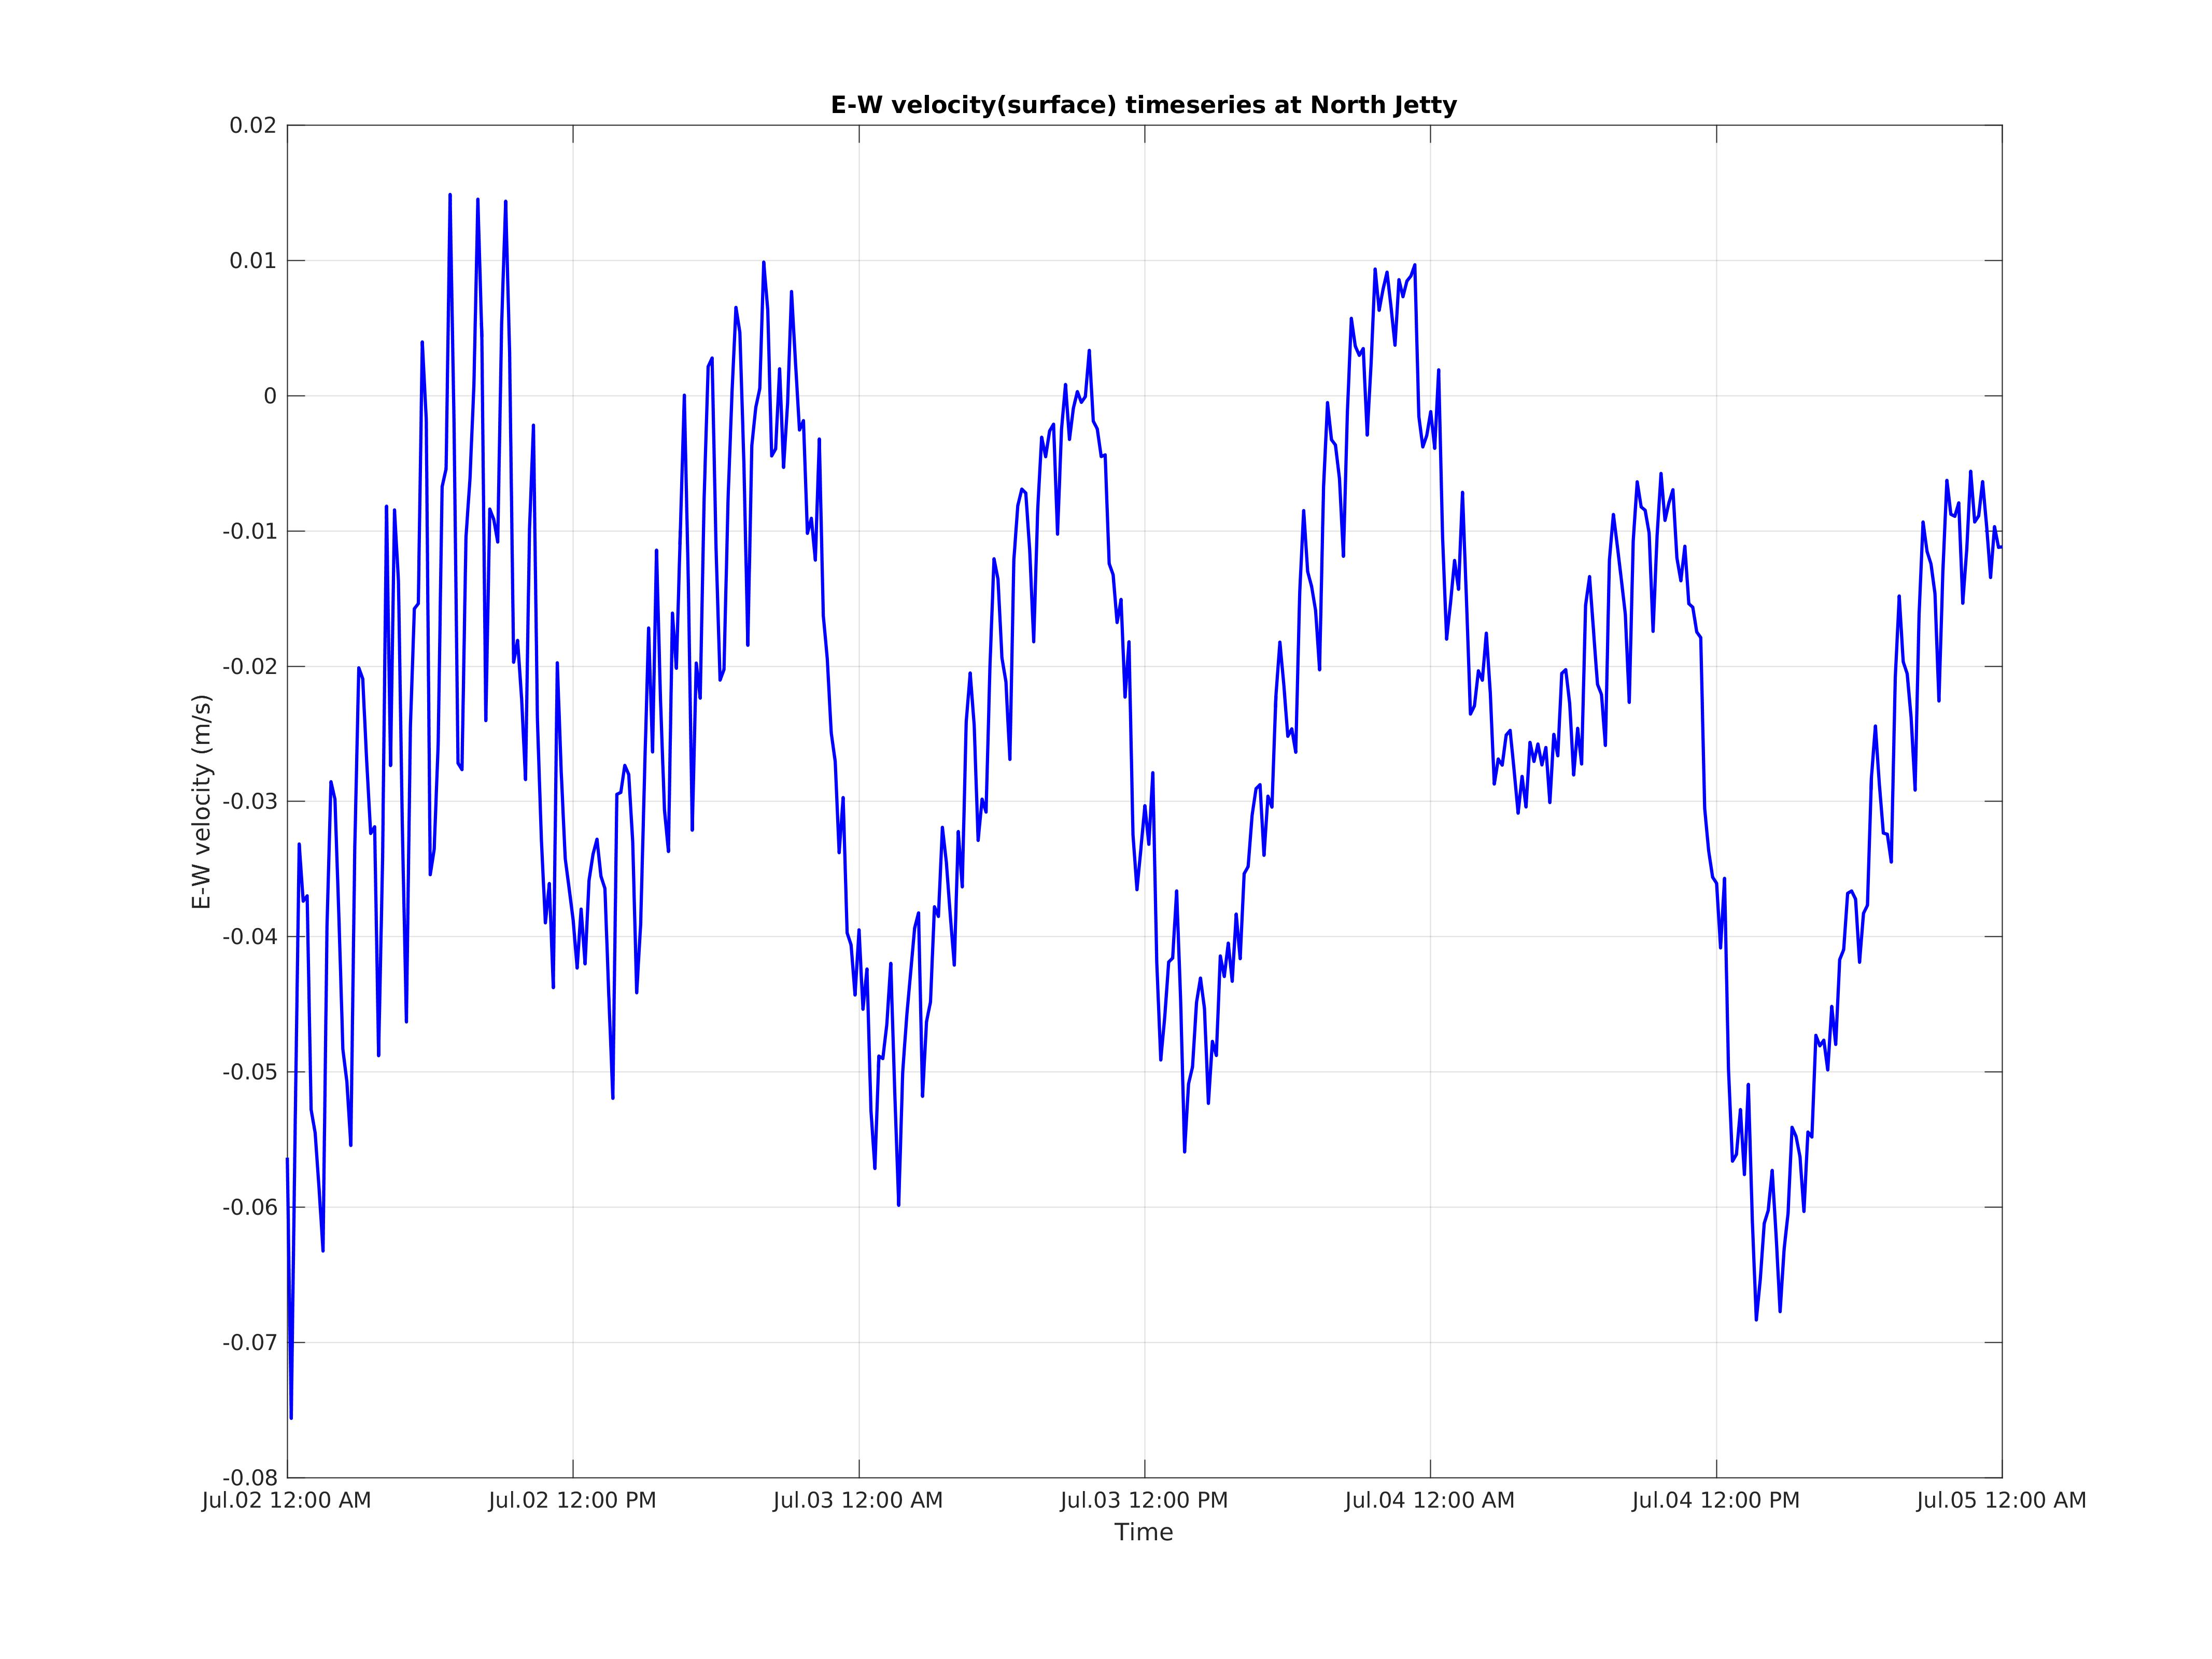 E-W velocity(surface) timeseries at North Jetty
0.02
0.01
0
-0.01
-0.02
-0.03
-0.04
-0.05
-0.06
-0.07
-0.08
E-W velocity (m/s)
Jul.02 12:00 AM
Jul.02 12:00 PM
Jul.03 12:00 AM
Jul.03 12:00 PM
Jul.04 12:00 AM
Jul.04 12:00 PM
Jul.05 12:00 AM
Time